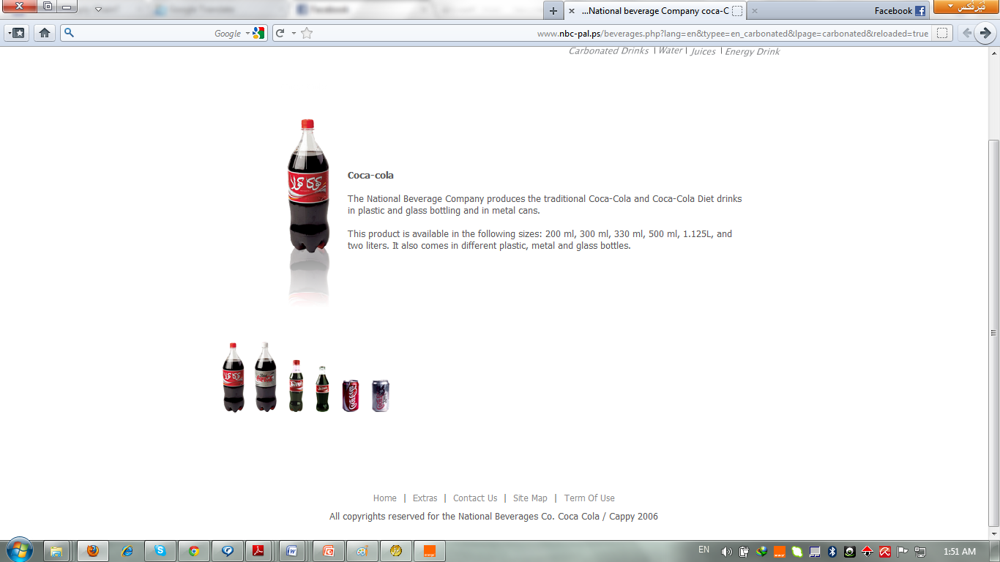 ...National beverage Company coca-C
Facebook
فَيَرفُكس
Google
www.nbc-pal.ps/beverages.php?lang=en&typee=en_carbonated&lpage=carbonated&reloaded=true
Carbonated Drinks | Water | Juices | Energy Drink
كوكا كولا
Coca-cola
The National Beverage Company produces the traditional Coca-Cola and Coca-Cola Diet drinks
in plastic and glass bottling and in metal cans.
This product is available in the following sizes: 200 ml, 300 ml, 330 ml, 500 ml, 1.125L, and
two liters. It also comes in different plastic, metal and glass bottles.
Home | Extras | Contact Us | Site Map | Term Of Use
All copyrights reserved for the National Beverages Co. Coca Cola / Cappy 2006
EN
1:51 AM